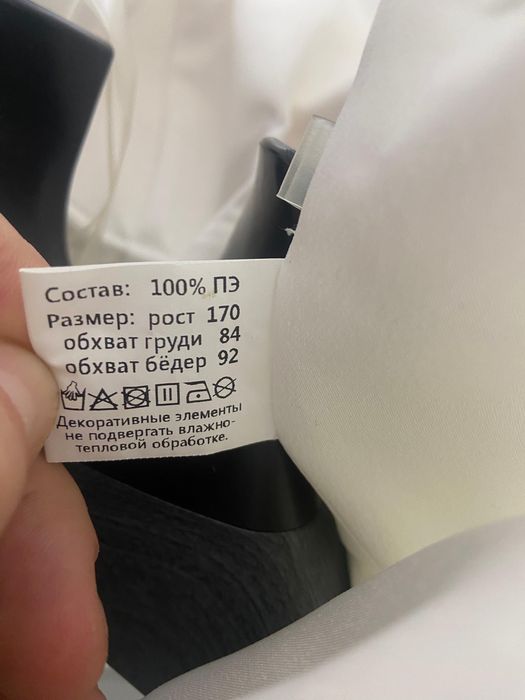 Состав: 100% ПЭ
Размер: рост 170
обхват груди 84
обхват бёдер 92
Декоративные элементы
не подвергать влажно-
тепловой обработке.